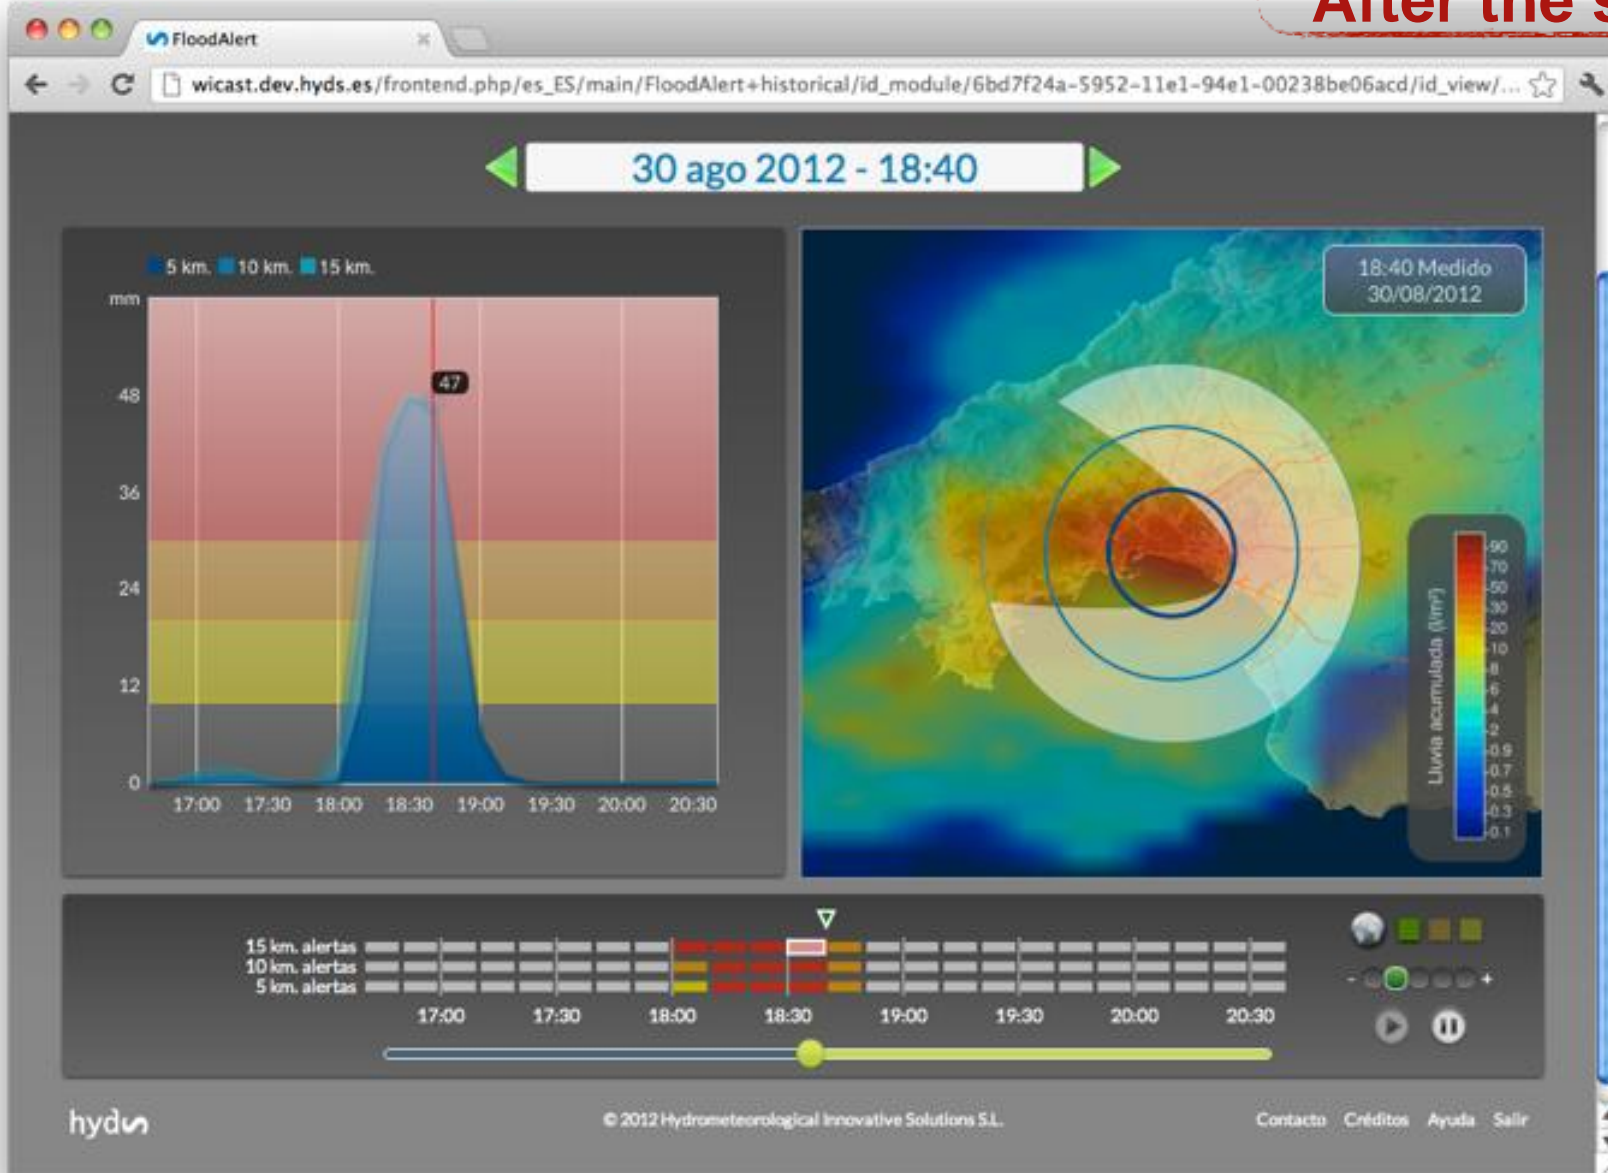 After the s
FloodAlert
wicast.dev.hyds.es/frontend.php/es_ES/main/FloodAlert+historical/id_module/6bd7f24a-5952-11e1-94e1-00238be06acd/id_view/...
30 ago 2012 - 18:40
5 km. 10 km. 15 km.
mm
47
48
36
24
12
0
17:00 17:30 18:00 18:30 19:00 19:30 20:00 20:30
18:40 Medido
30/08/2012
Lluvia acumulada (l/m²)
90
70
50
30
20
10
8
6
4
2
0.9
0.7
0.5
0.3
0.1
15 km. alertas
10 km. alertas
5 km. alertas
17:00 17:30 18:00 18:30 19:00 19:30 20:00 20:30
- +
hyds
© 2012 Hydrometeorological Innovative Solutions S.L.
Contacto Créditos Ayuda Salir